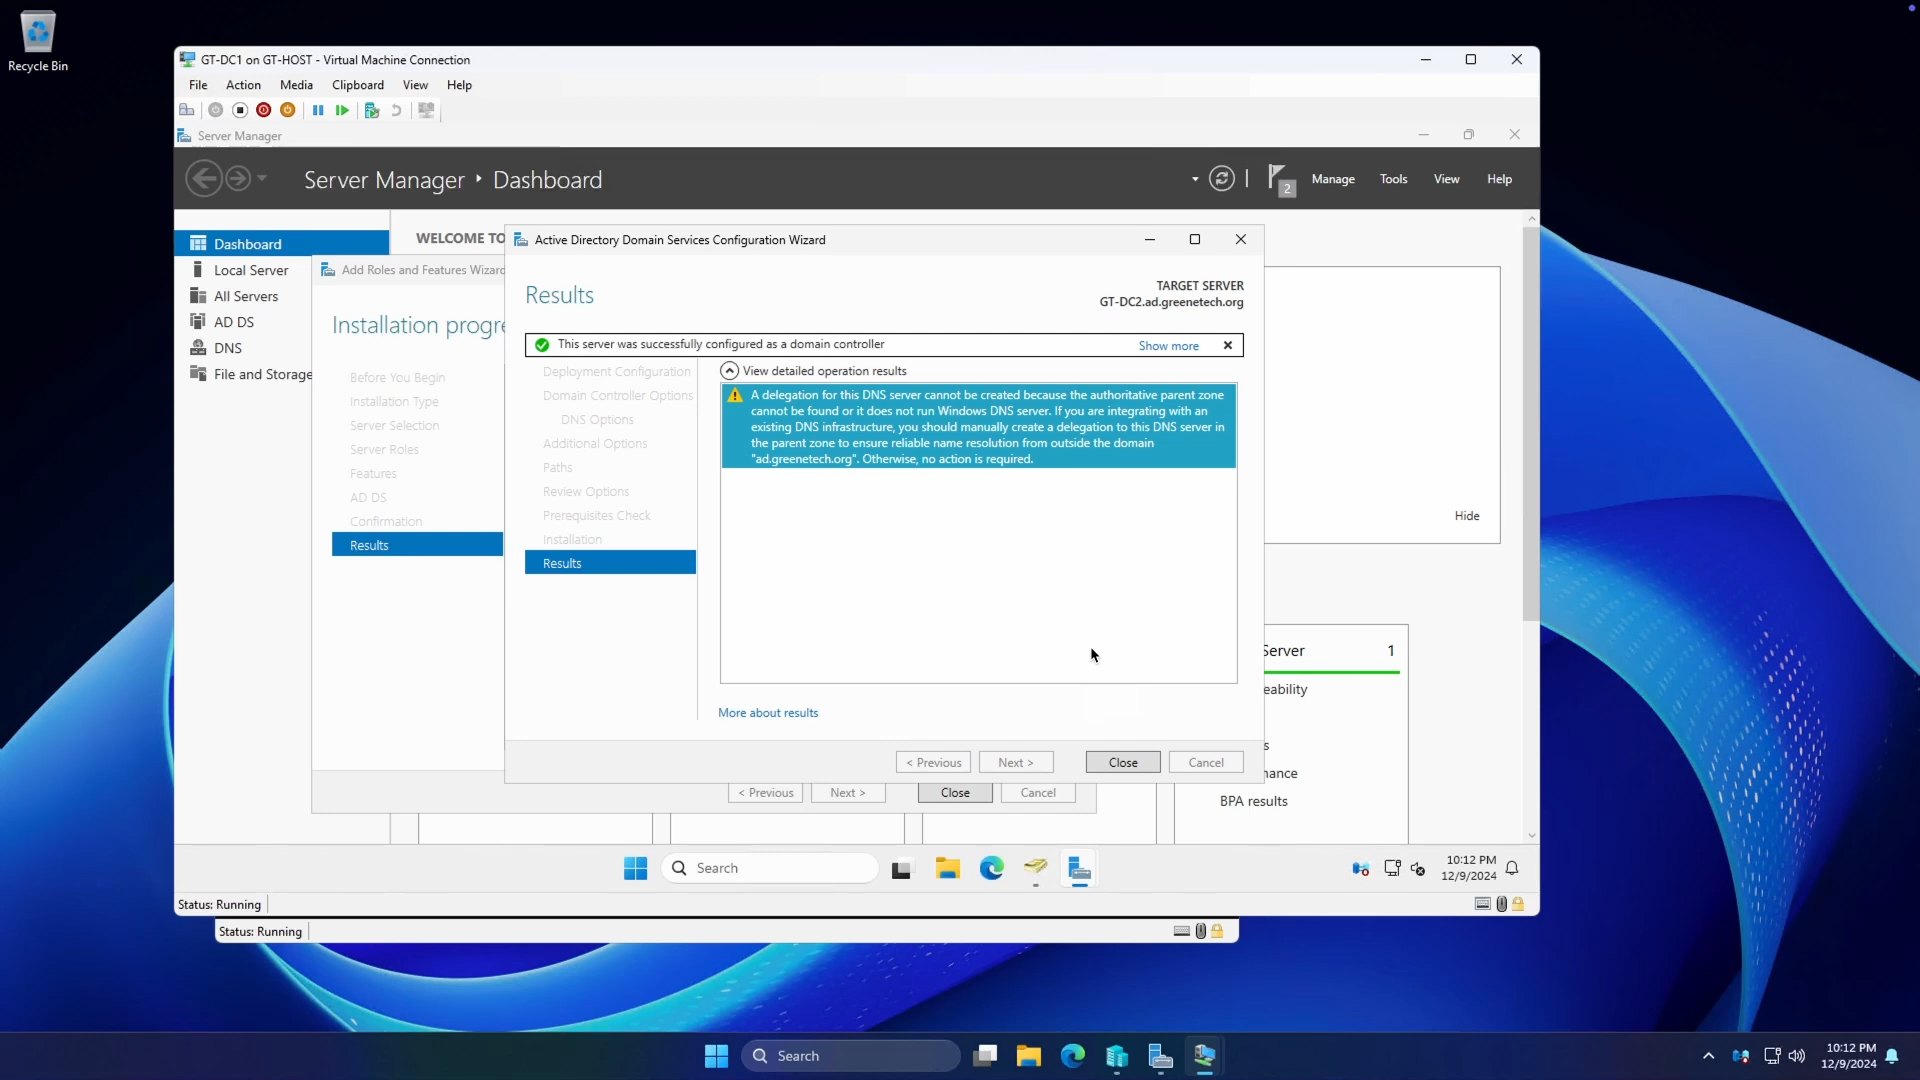 Recycle Bin
GT-DC1 on GT-HOST - Virtual Machine Connection
File Action Media Clipboard View Help
Server Manager
Server Manager Dashboard
2
Manage Tools View Help
Dashboard
Local Server
All Servers
AD DS
DNS
File and Storage
WELCOME TO
Add Roles and Features Wizard
Installation progre
Before You Begin
Installation Type
Server Selection
Server Roles
Features
AD DS
Confirmation
Results
Active Directory Domain Services Configuration Wizard
Results
TARGET SERVER
GT-DC2.ad.greenetech.org
This server was successfully configured as a domain controller
Show more
Deployment Configuration
Domain Controller Options
DNS Options
Additional Options
Paths
Review Options
Prerequisites Check
Installation
Results
View detailed operation results
A delegation for this DNS server cannot be created because the authoritative parent zone
cannot be found or it does not run Windows DNS server. If you are integrating with an
existing DNS infrastructure, you should manually create a delegation to this DNS server in
the parent zone to ensure reliable name resolution from outside the domain
"ad.greenetech.org". Otherwise, no action is required.
More about results
< Previous Next > Close Cancel
< Previous Next > Close Cancel
Hide
Server 1
eability
s
nance
BPA results
Search
10:12 PM
12/9/2024
Status: Running
Status: Running
Search
10:12 PM
12/9/2024